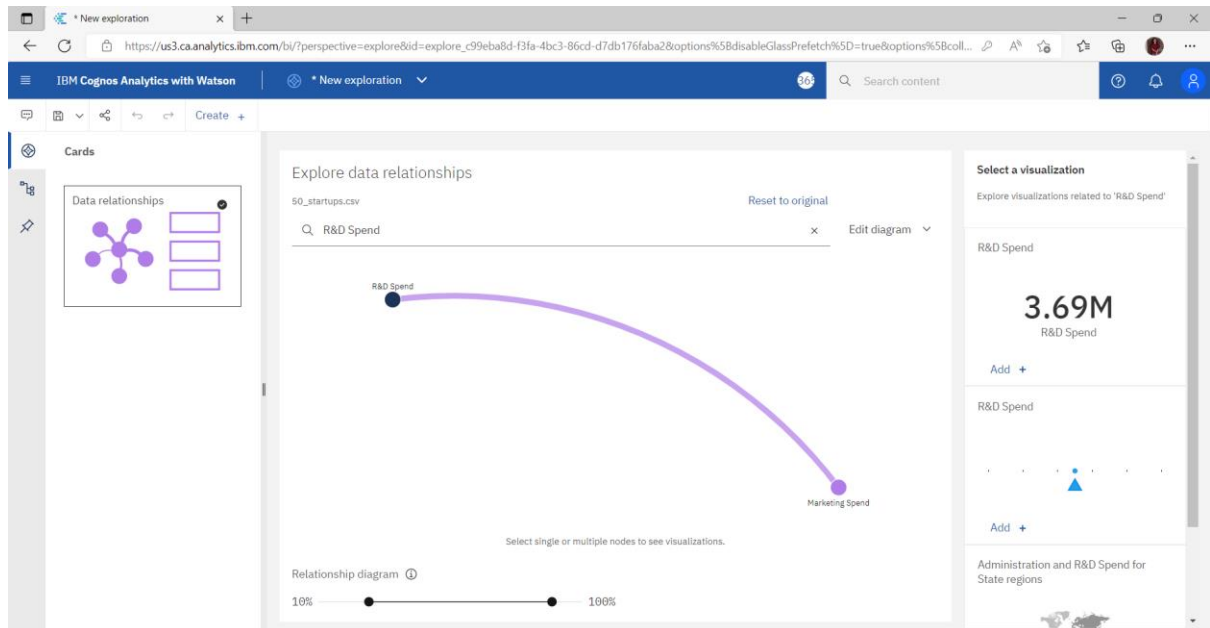 * New exploration
https://us3.ca.analytics.ibm.com/bi/?perspective=explore&id=explore_c99eba8d-f3fa-4bc3-86cd-d7db176faba2&options%5BdisableGlassPrefetch%5D=true&options%5Bcoll...
IBM Cognos Analytics with Watson
* New exploration
Search content
Create +
Cards
Data relationships
Explore data relationships
50_startups.csv
Reset to original
R&D Spend
Edit diagram
R&D Spend
Marketing Spend
Select single or multiple nodes to see visualizations.
Relationship diagram
10%
100%
Select a visualization
Explore visualizations related to 'R&D Spend'
R&D Spend
3.69M
R&D Spend
Add +
R&D Spend
Add +
Administration and R&D Spend for
State regions